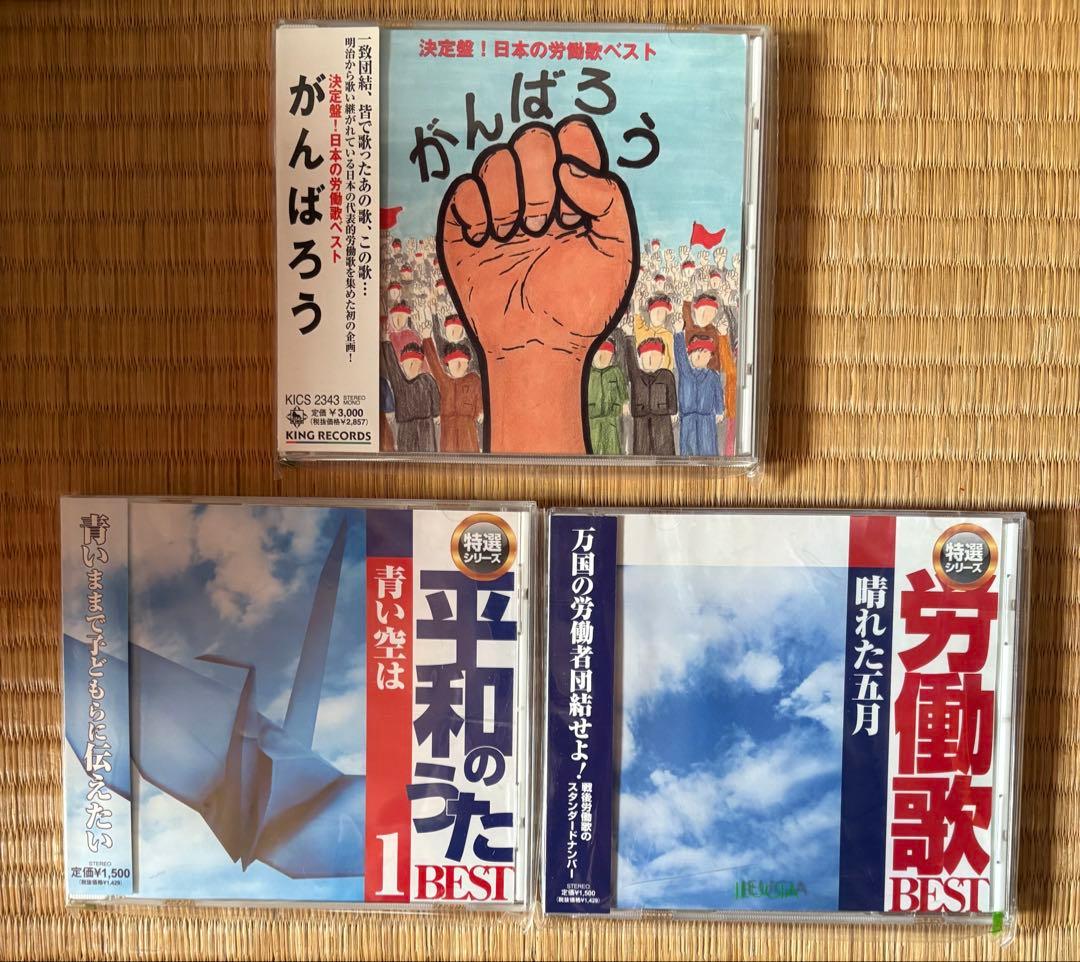 一致団結、皆で歌ったあの歌、この歌…
明治から歌い継がれている日本の代表的労働歌を集めた初の企画！
決定盤！日本の労働歌ベスト
がんばろう
KICS 2343 STEREO MONO
定価 ¥3,000
(税抜価格¥2,857)
KING RECORDS
決定盤！日本の労働歌ベスト
がんばろう
青いままで子どもらに伝えたい
STEREO
定価¥1,500
(税抜価格¥1,429)
特選
シリーズ
平和のうた
青い空は
1
BEST
万国の労働者団結せよ！
戦後労働歌の
スタンダードナンバー
STEREO
定価¥1,500
(税抜価格¥1,429)
特選
シリーズ
労働歌
晴れた五月
BEST